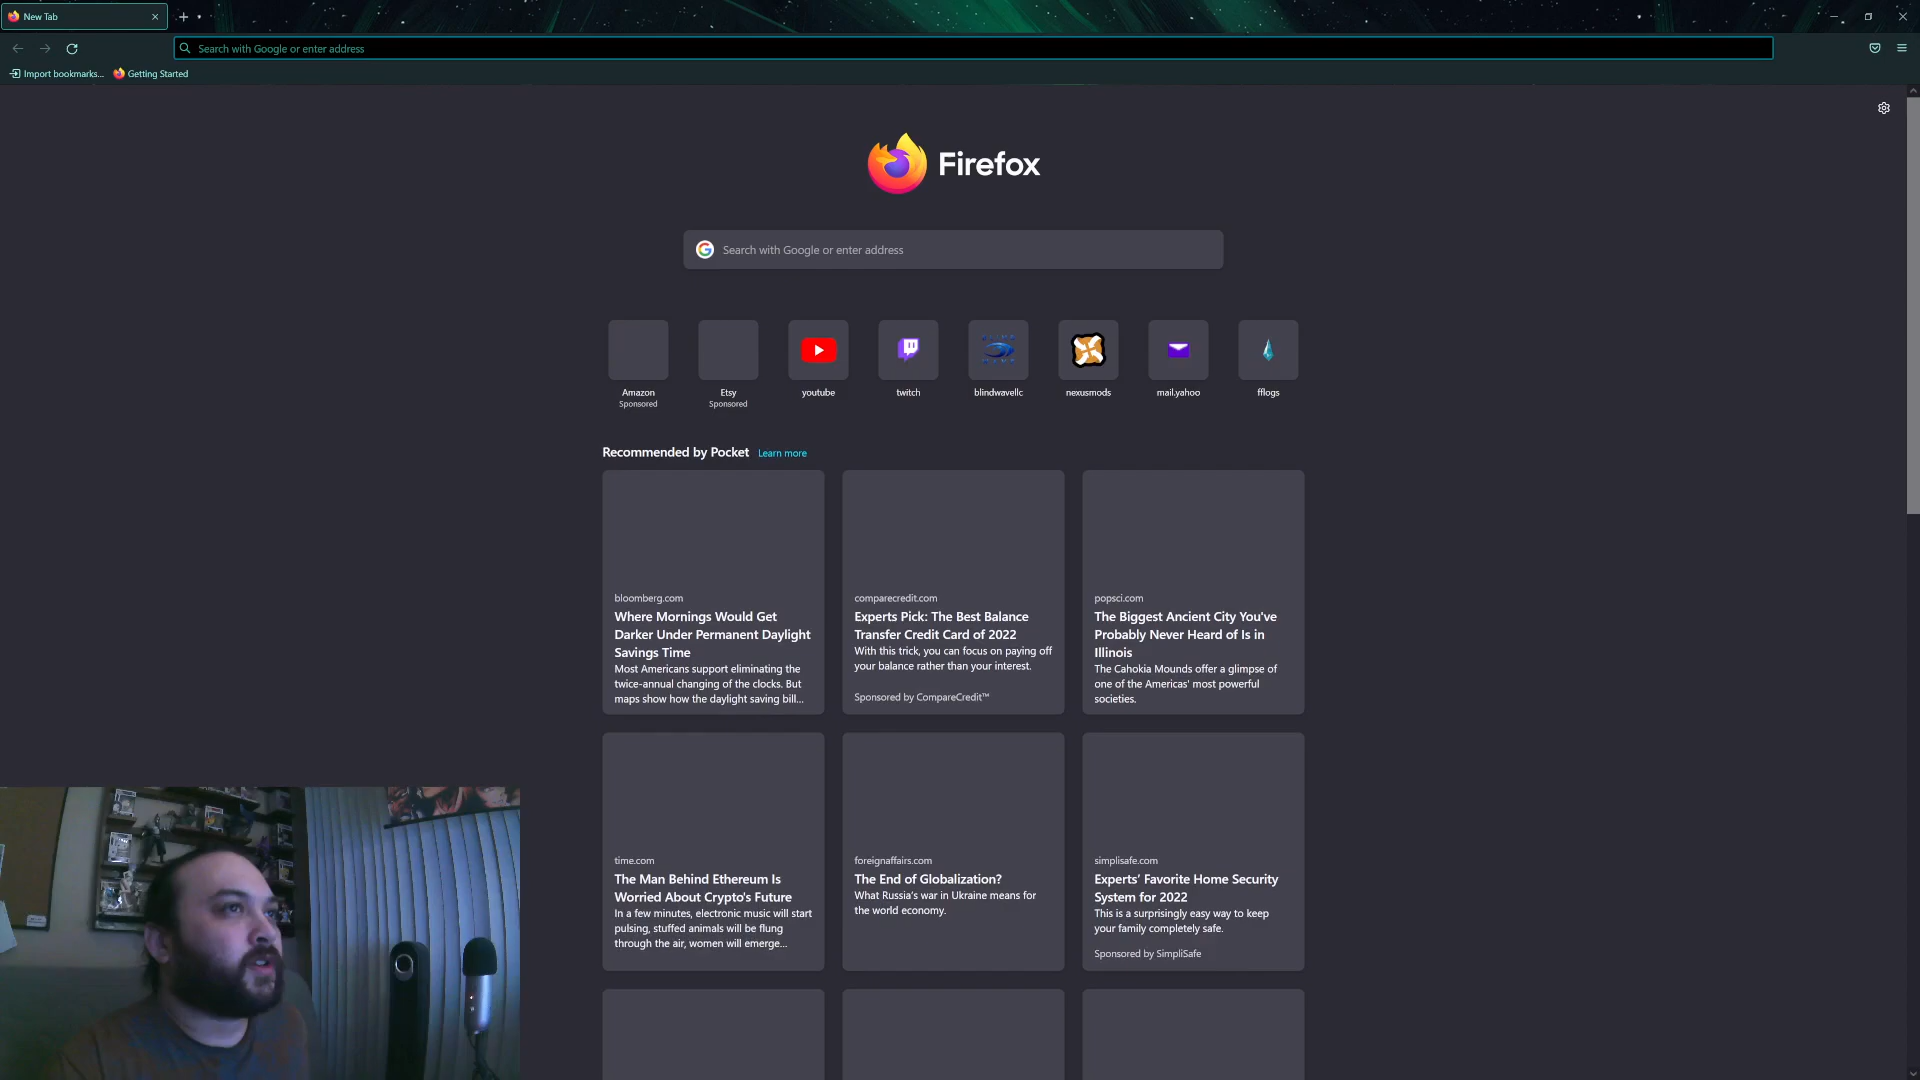 New Tab
Search with Google or enter address
Import bookmarks...
Getting Started
Firefox
Search with Google or enter address
Amazon
Sponsored
Etsy
Sponsored
youtube
twitch
blindwavellc
nexusmods
mail.yahoo
fflogs
Recommended by Pocket Learn more
bloomberg.com
Where Mornings Would Get
Darker Under Permanent Daylight
Savings Time
Most Americans support eliminating the
twice-annual changing of the clocks. But
maps show how the daylight saving bill...
comparecredit.com
Experts Pick: The Best Balance
Transfer Credit Card of 2022
With this trick, you can focus on paying off
your balance rather than your interest.
Sponsored by CompareCredit™
popsci.com
The Biggest Ancient City You've
Probably Never Heard of Is in
Illinois
The Cahokia Mounds offer a glimpse of
one of the Americas' most powerful
societies.
time.com
The Man Behind Ethereum Is
Worried About Crypto's Future
In a few minutes, electronic music will start
pulsing, stuffed animals will be flung
through the air, women will emerge...
foreignaffairs.com
The End of Globalization?
What Russia's war in Ukraine means for
the world economy.
simplisafe.com
Experts’ Favorite Home Security
System for 2022
This is a surprisingly easy way to keep
your family completely safe.
Sponsored by SimpliSafe